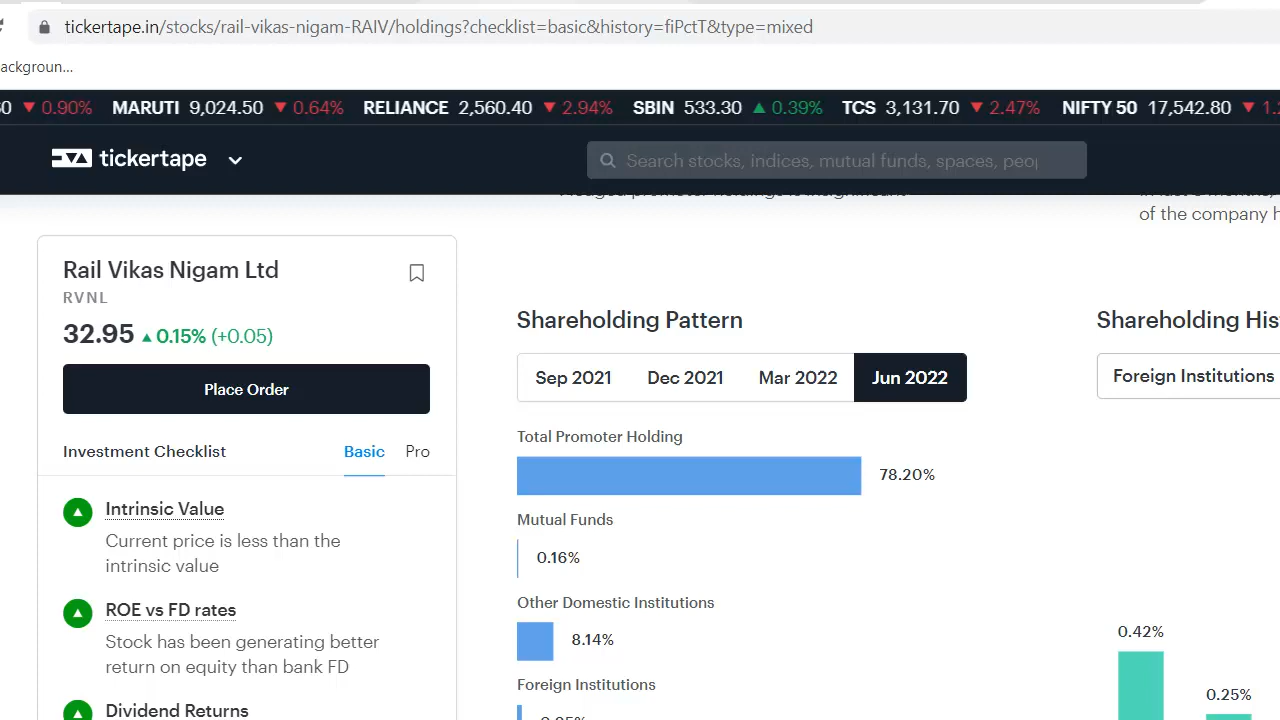 tickertape.in/stocks/rail-vikas-nigam-RAIV/holdings?checklist=basic&history=fiPctT&type=mixed
ackgroun...
0.90% MARUTI 9,024.50 0.64% RELIANCE 2,560.40 2.94% SBIN 533.30 0.39% TCS 3,131.70 2.47% NIFTY 50 17,542.80
tickertape
Search stocks, indices, mutual funds, spaces, peop
of the company h
Rail Vikas Nigam Ltd
RVNL
32.95 0.15% (+0.05)
Place Order
Investment Checklist Basic Pro
Intrinsic Value
Current price is less than the
intrinsic value
ROE vs FD rates
Stock has been generating better
return on equity than bank FD
Dividend Returns
Shareholding Pattern
Sep 2021 Dec 2021 Mar 2022 Jun 2022
Total Promoter Holding
78.20%
Mutual Funds
0.16%
Other Domestic Institutions
8.14%
Foreign Institutions
Shareholding His
Foreign Institutions
0.42%
0.25%